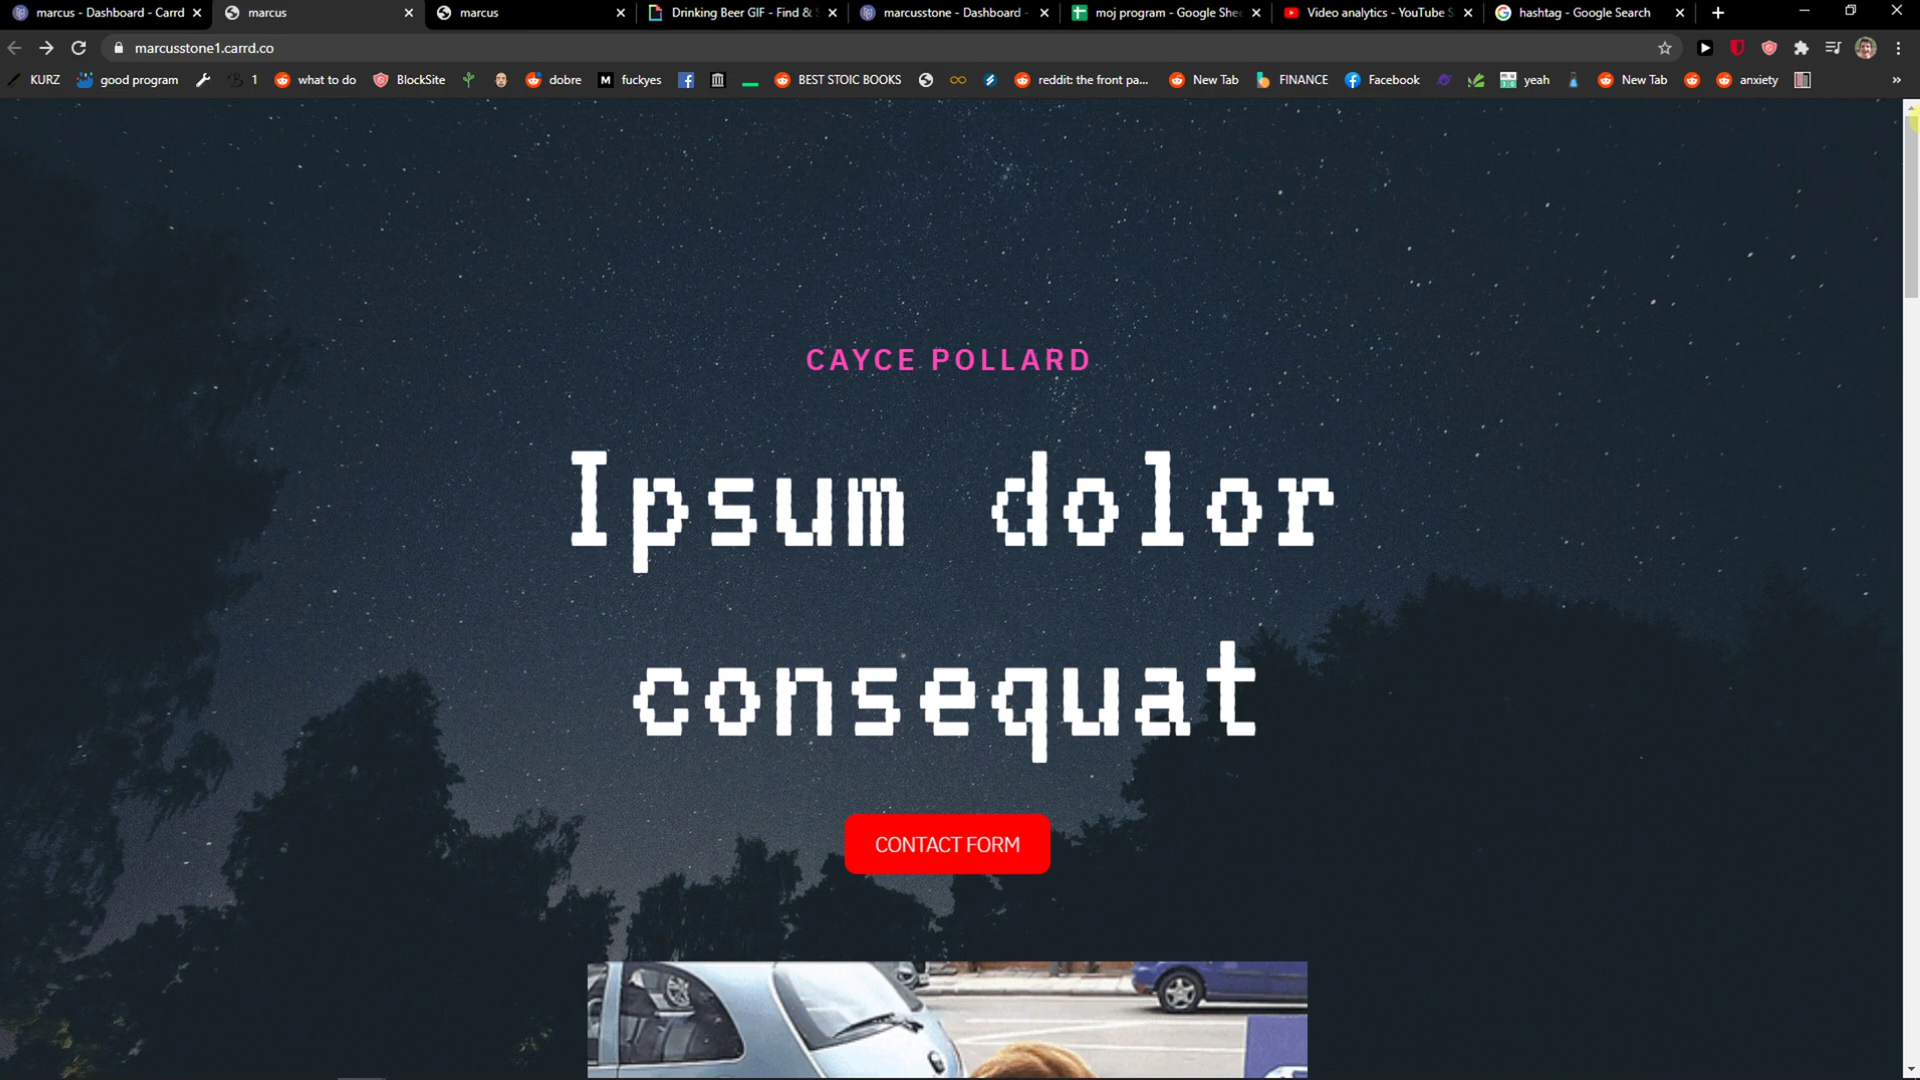 marcus - Dashboard - Carrd
marcus
marcus
Drinking Beer GIF - Find &
marcusstone - Dashboard -
moj program - Google She
Video analytics - YouTube S
hashtag - Google Search
marcusstone1.carrd.co
KURZ
good program
1
what to do
BlockSite
dobre
M
fuckyes
BEST STOIC BOOKS
reddit: the front pa...
New Tab
FINANCE
Facebook
yeah
New Tab
anxiety
»
CAYCE POLLARD
Ipsum dolor
consequat
CONTACT FORM